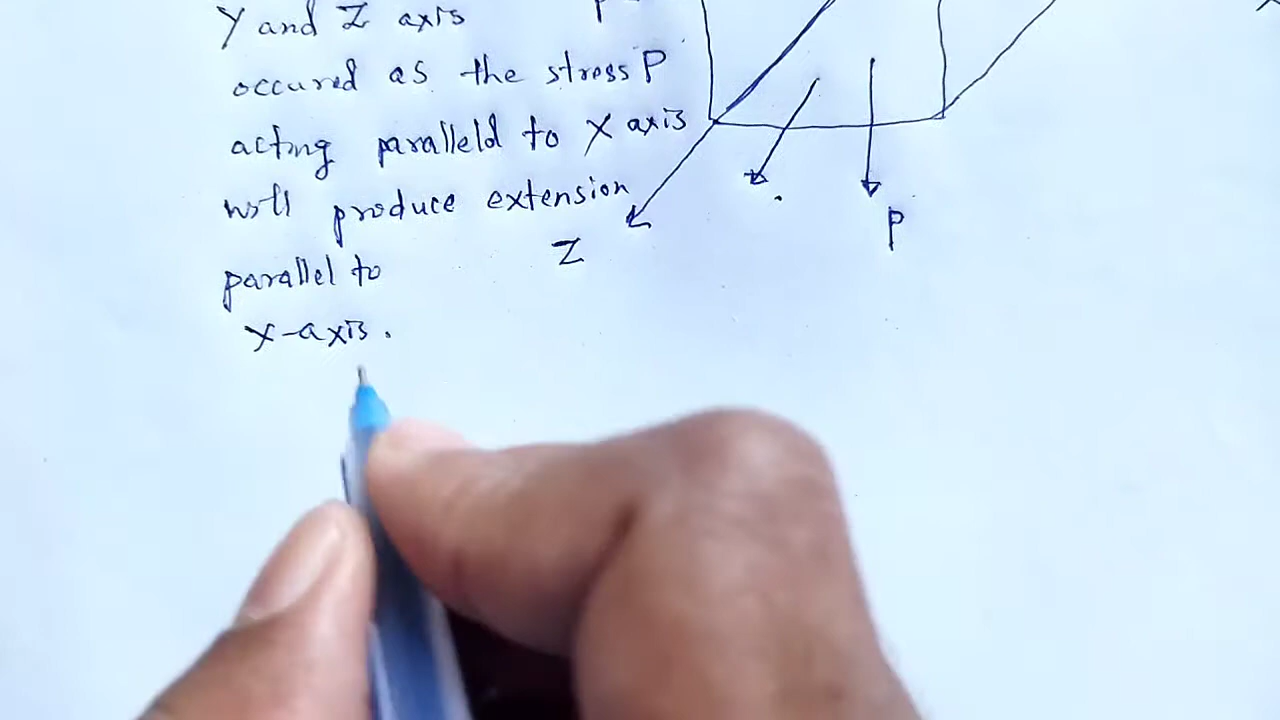 Y and Z axis
occured as the stress P
acting paralleld to X axis
will produce extension
parallel to
X-axis.
Z
P